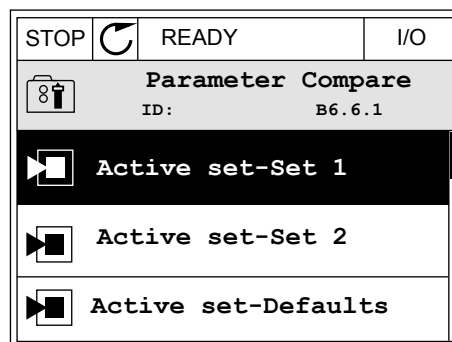 STOP READY I/O
Parameter Compare
ID: B6.6.1
Active set-Set 1
Active set-Set 2
Active set-Defaults